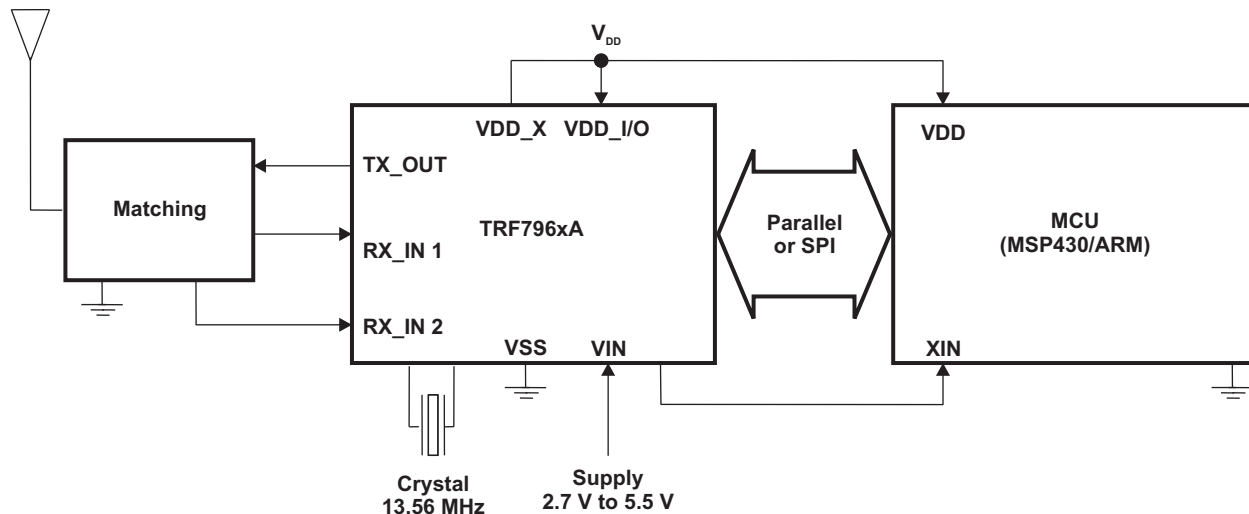 V DD
VDD_X VDD_I/O
VDD
TX_OUT
Matching
TRF796xA
Parallel
or SPI
MCU
(MSP430/ARM)
RX_IN 1
RX_IN 2
VSS VIN
XIN
Crystal
13.56 MHz
Supply
2.7 V to 5.5 V